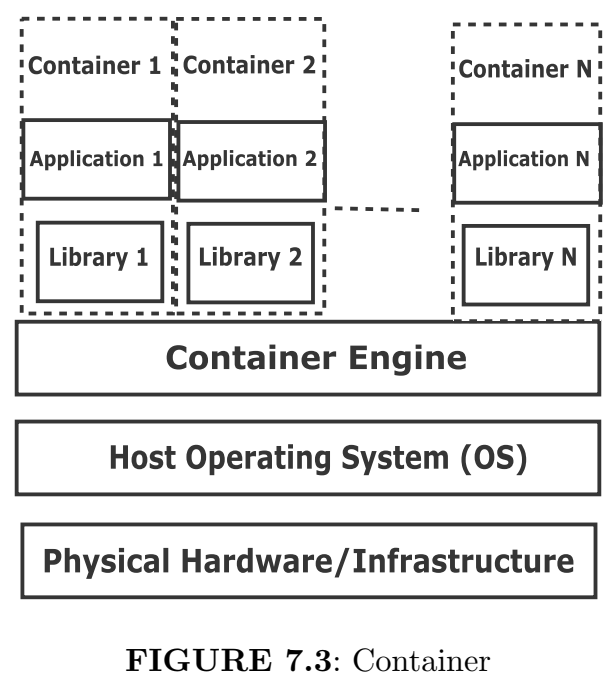 Container 1 Container 2 Container N
Application 1 Application 2 Application N
Library 1 Library 2 Library N
Container Engine
Host Operating System (OS)
Physical Hardware/Infrastructure
FIGURE 7.3: Container